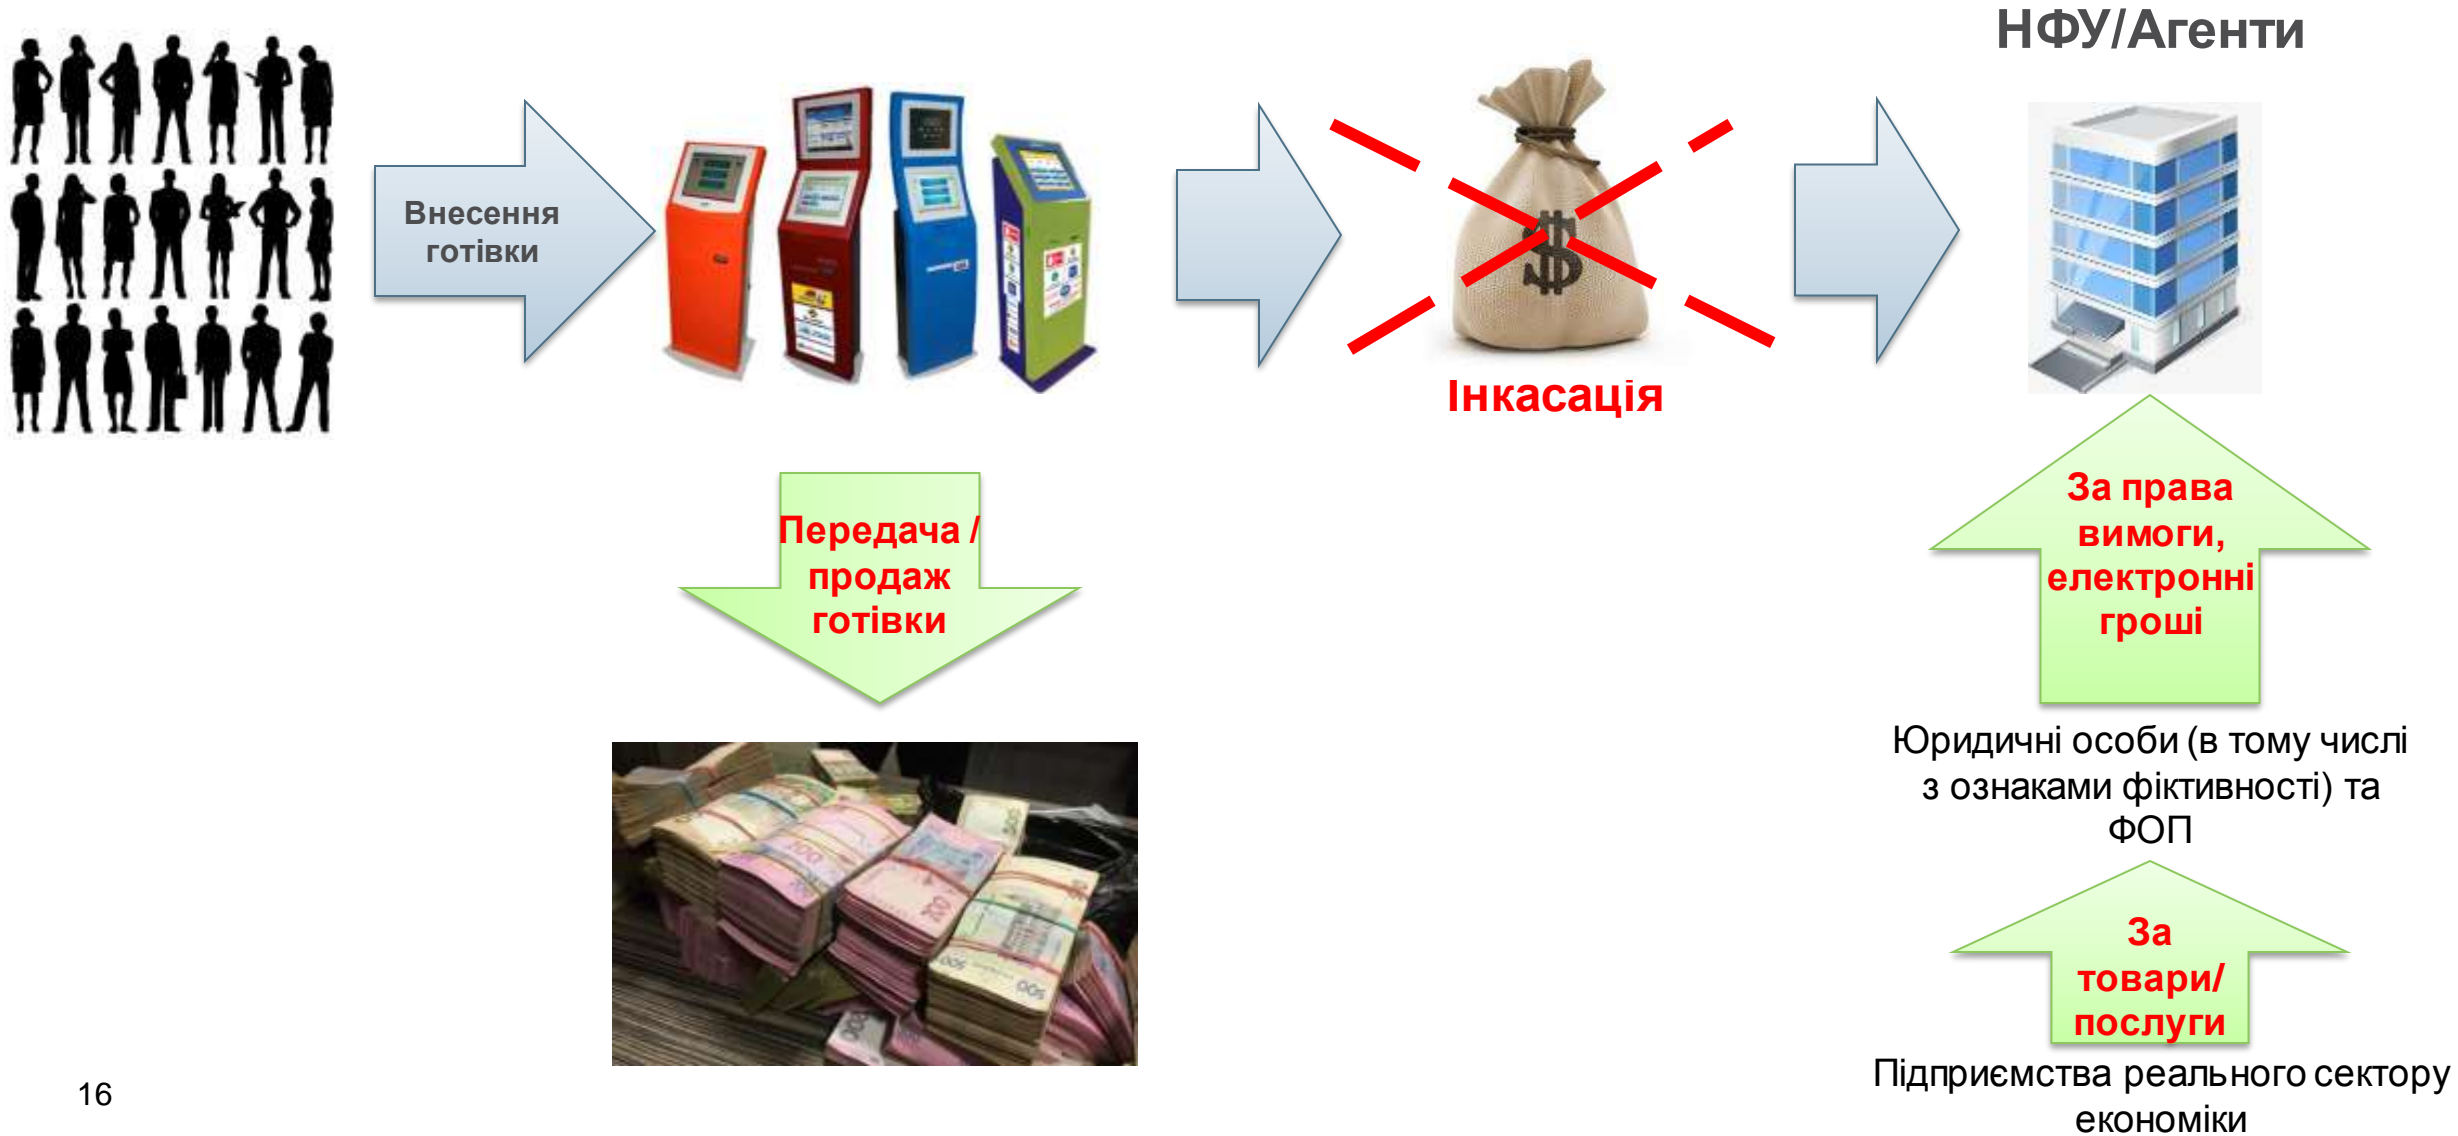 НФУ/Агенти
Внесення
готівки
Інкасація
Передача /
продаж
готівки
За права
вимоги,
електронні
гроші
Юридичні особи (в тому числі
з ознаками фіктивності) та
ФОП
За
товари/
послуги
Підприємства реального сектору
економіки
16